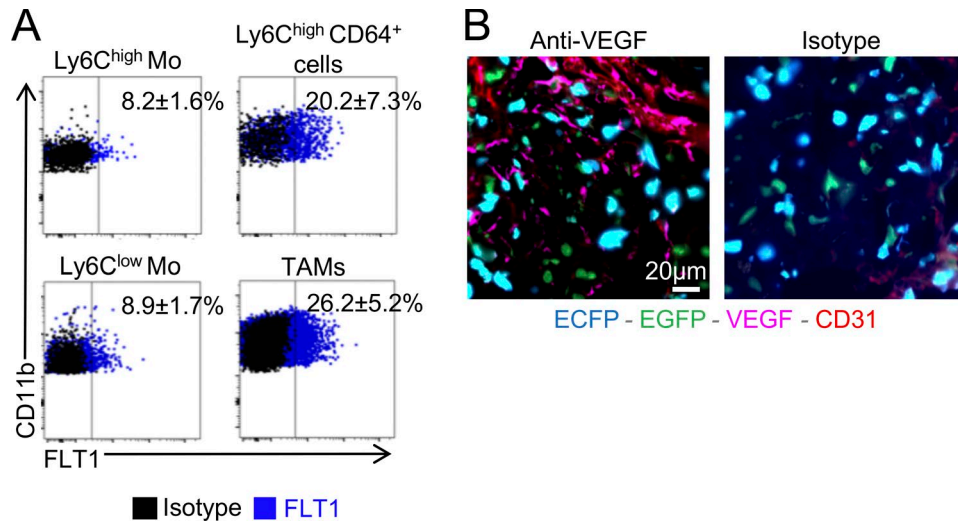 A
Ly6Chigh Mo
8.2±1.6%
Ly6Chigh CD64+
cells
20.2±7.3%
Ly6Clow Mo
8.9±1.7%
TAMs
26.2±5.2%
CD11b
FLT1
Isotype FLT1
B
Anti-VEGF
Isotype
20µm
ECFP - EGFP - VEGF - CD31